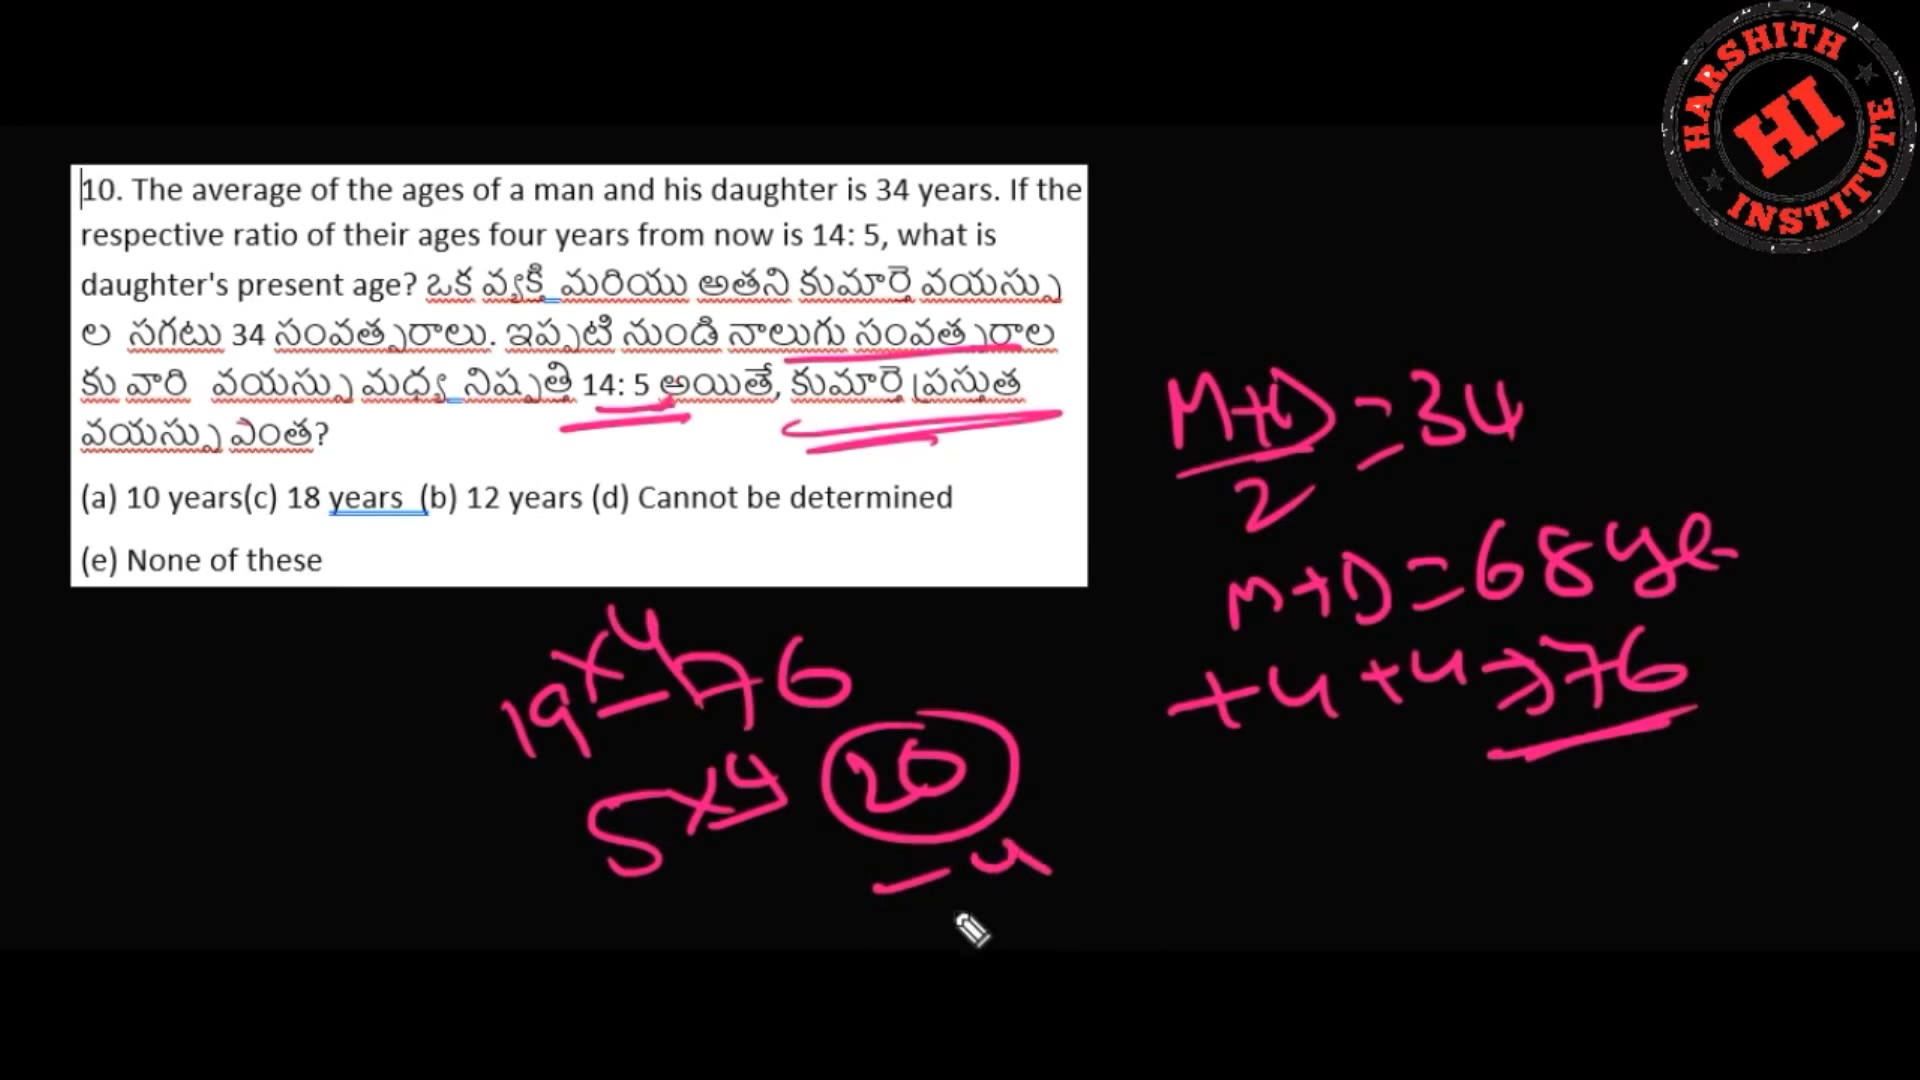 HARSHITH
HI
INSTITUTE
10. The average of the ages of a man and his daughter is 34 years. If the
respective ratio of their ages four years from now is 14: 5, what is
daughter's present age? ఒక వ్యక్తి మరియు అతని కుమార్తె వయస్సు
ల సగటు 34 సంవత్సరాలు. ఇప్పటి నుండి నాలుగు సంవత్సరాల
కు వారి వయస్సు మధ్య నిష్పత్తి 14: 5 అయితే, కుమార్తె ప్రస్తుత
వయస్సు ఎంత?
(a) 10 years(c) 18 years (b) 12 years (d) Cannot be determined
(e) None of these
M+D = 34
2
M+D=68 ye
+4 +4 ⇒ 76
19 x 4 76
5 x 4 20
- 4